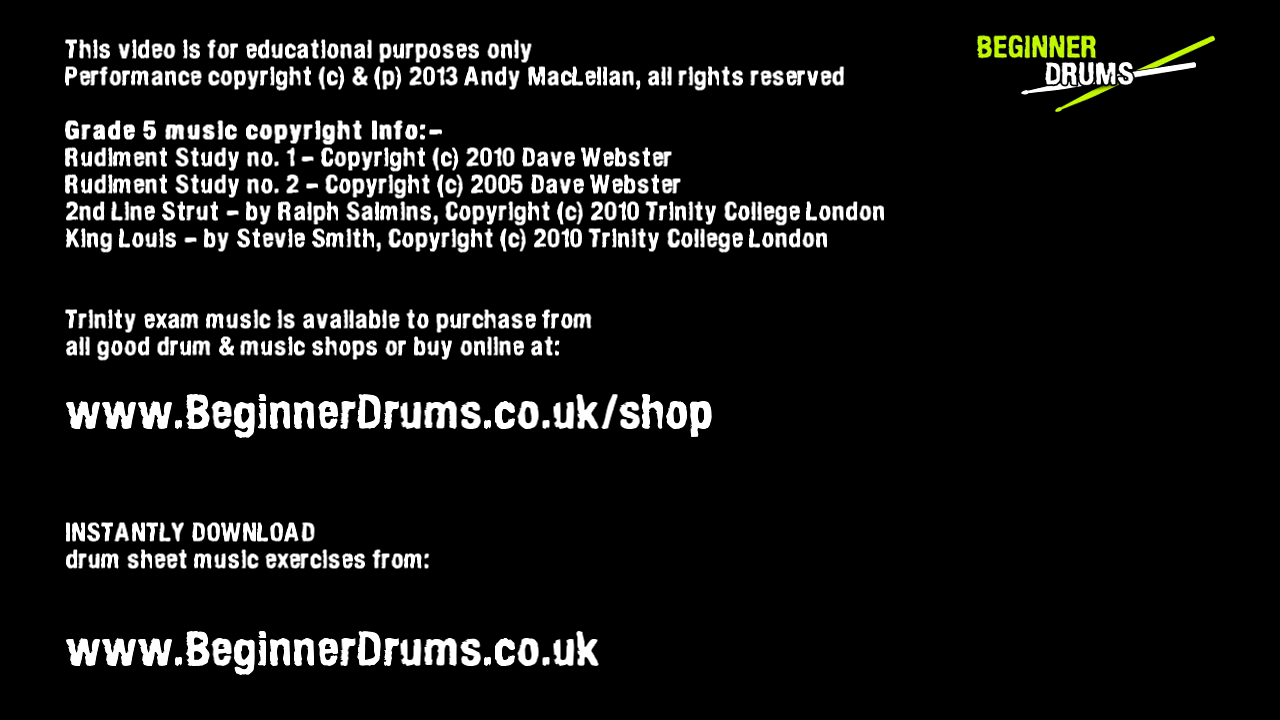 This video is for educational purposes only
Performance copyright (c) & (p) 2013 Andy MacLellan, all rights reserved
BEGINNER
DRUMS
Grade 5 music copyright info:-
Rudiment Study no. 1 - Copyright (c) 2010 Dave Webster
Rudiment Study no. 2 - Copyright (c) 2005 Dave Webster
2nd Line Strut - by Ralph Salmins, Copyright (c) 2010 Trinity College London
King Louis - by Stevie Smith, Copyright (c) 2010 Trinity College London
Trinity exam music is available to purchase from
all good drum & music shops or buy online at:
www.BeginnerDrums.co.uk/shop
INSTANTLY DOWNLOAD
drum sheet music exercises from:
www.BeginnerDrums.co.uk